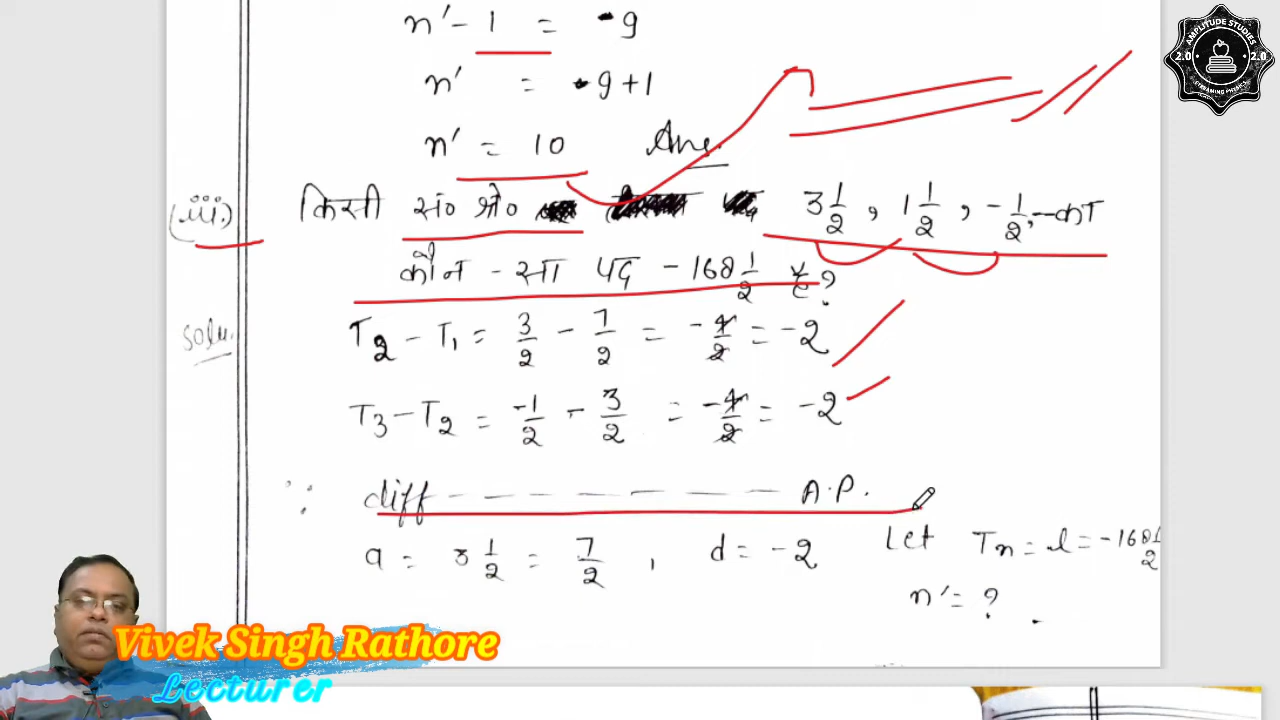 n′ - 1 = -9
n′ = -9+1
n′ = 10 Ans
(iii) किसी सo श्रेo 3 1/2, 1 1/2, -1/2, --का
कौन - सा पद - 168 1/2 है?
Solu. T2 - T1 = 3/2 - 7/2 = -4/2 = -2
T3 - T2 = -1/2 - 3/2 = -4/2 = -2
∵ diff - - - - - - A.P.
a = 3 1/2 = 7/2, d = -2 Let Tn = l = -168 1/2
n′ = ?
Vivek Singh Rathore
Lecturer
AMPLITUDE STUDIES
2.0 2.0